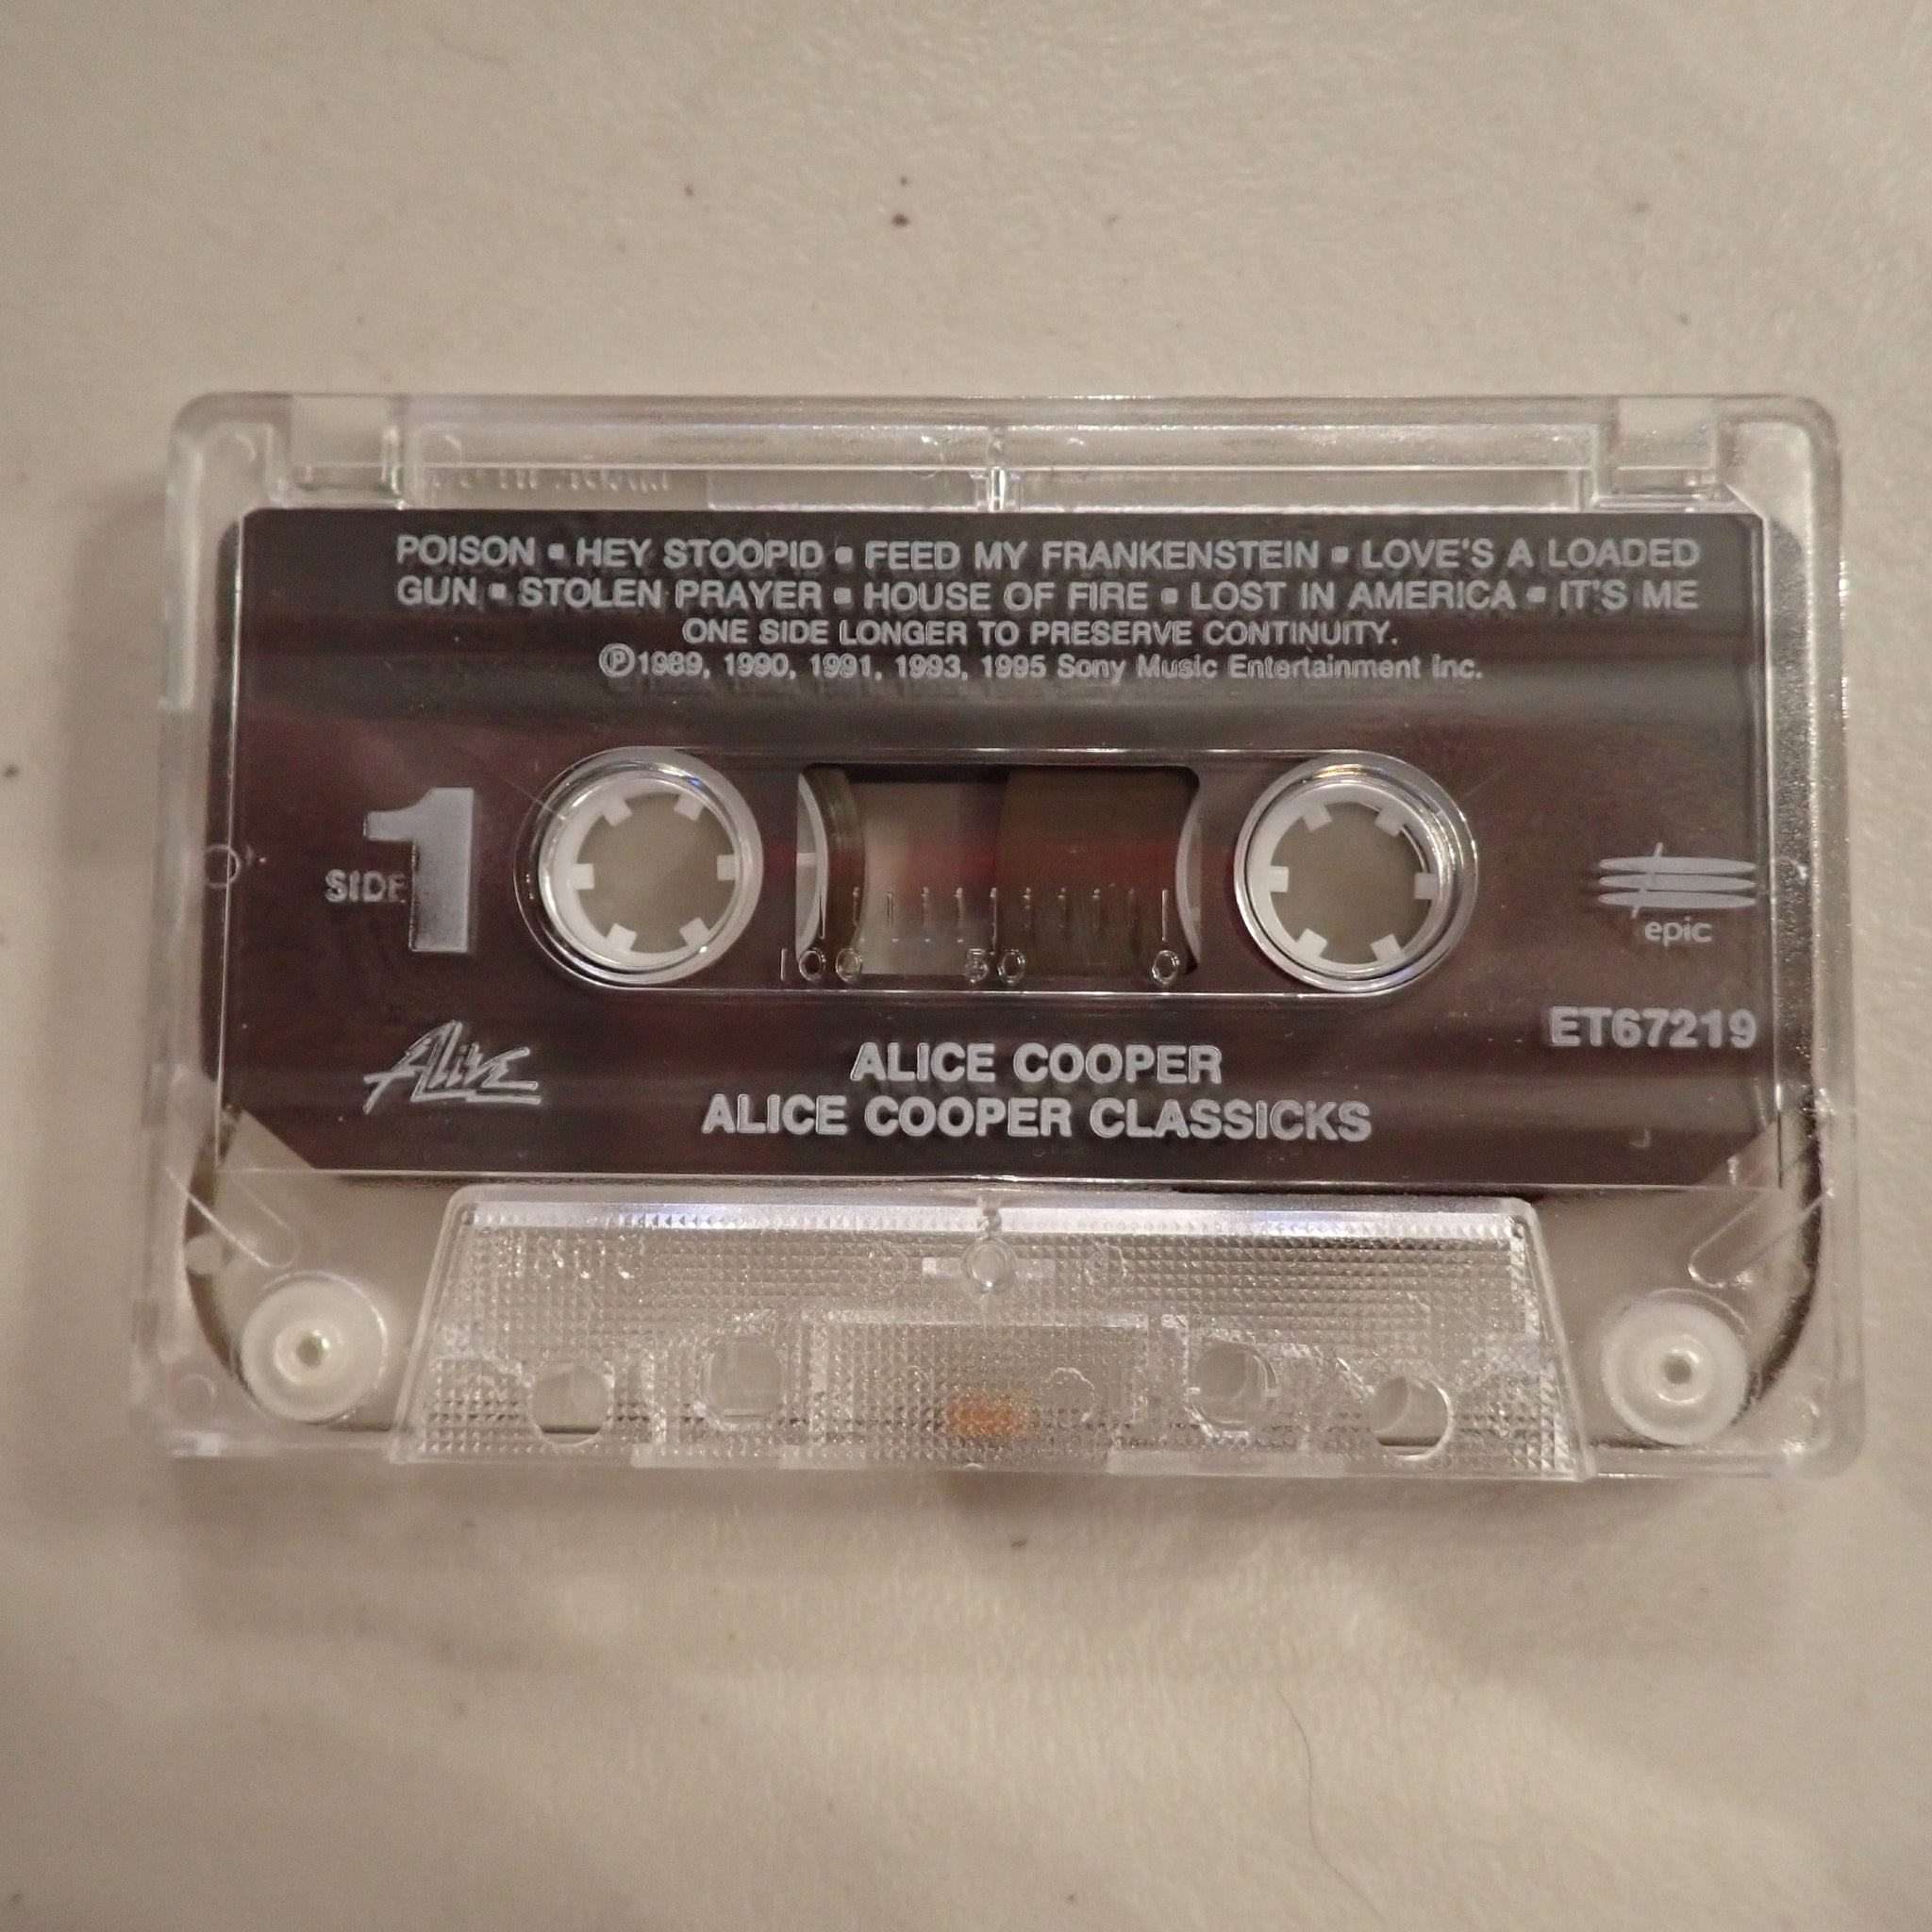 POISON ▪ HEY STOOPID ▪ FEED MY FRANKENSTEIN ▪ LOVE'S A LOADED
GUN ▪ STOLEN PRAYER ▪ HOUSE OF FIRE ▪ LOST IN AMERICA ▪ IT'S ME
ONE SIDE LONGER TO PRESERVE CONTINUITY.
Ⓟ1989, 1990, 1991, 1993, 1995 Sony Music Entertainment Inc.
SIDE 1
100 50 0
epic
ET67219
ALIVE
ALICE COOPER
ALICE COOPER CLASSICKS